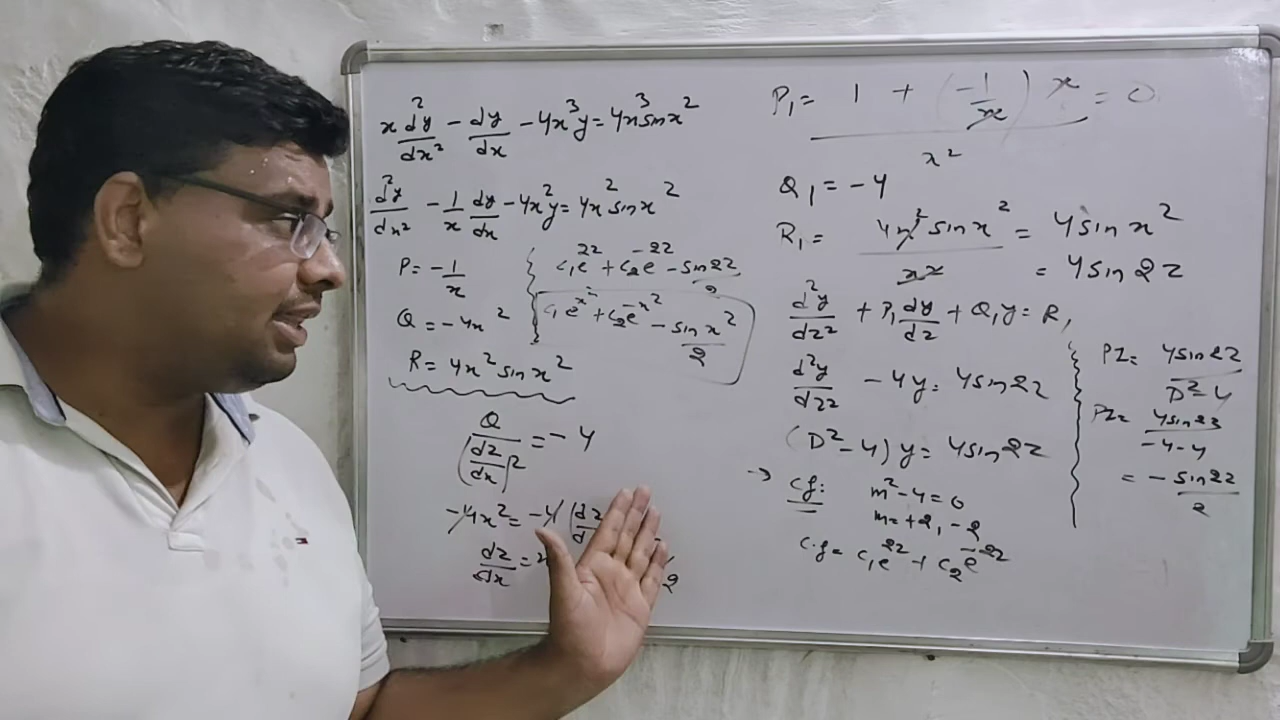 x d²y/dx² - dy/dx - 4x³y = 4x³ sin x²
d²y/dx² - 1/x dy/dx - 4x²y = 4x² sin x²
P = -1/x
Q = -4x²
R = 4x² sin x²
c₁e^2z + c₂e^-2z - sin2z/2
c₁e^x² + c₂e^-x² - sin x²/2
Q/(dz/dx)² = -4
-4x² = -4 (dz
dz/dx =
2
P₁ = 1 + (-1/x) x / x² = 0
Q₁ = -4
R₁ = 4x² sin x² / x² = 4 sin x²
= 4 sin 2z
d²y/dz² + P₁ dy/dz + Q₁y = R₁
d²y/dz² - 4y = 4 sin 2z
(D² - 4) y = 4 sin 2z
→ C.f: m² - 4 = 0
m = +2, -2
C.f = c₁e^2z + c₂e^-2z
PI = 4 sin 2z / D² - 4
PI = 4 sin 2z / -4-4
= - sin 2z / 2